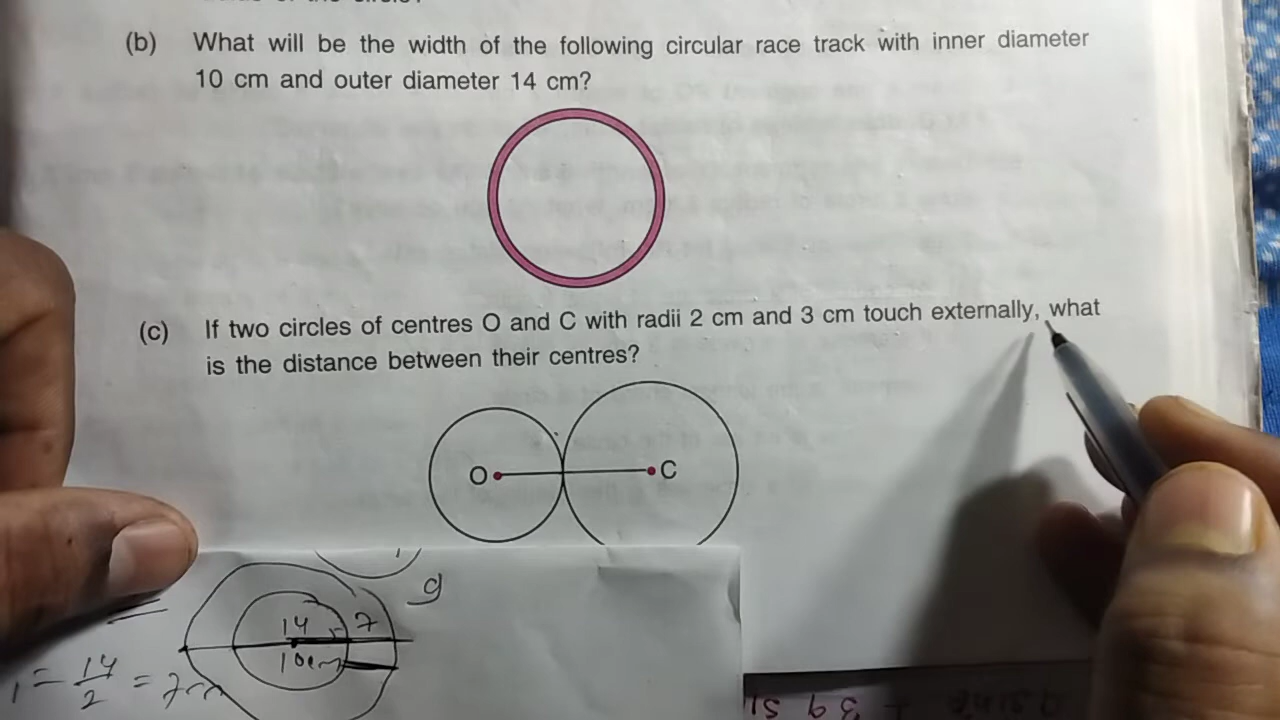 (b) What will be the width of the following circular race track with inner diameter
10 cm and outer diameter 14 cm?
(c) If two circles of centres O and C with radii 2 cm and 3 cm touch externally, what
is the distance between their centres?
O C
g
14 7
10cm
= 14/2 = 7cm